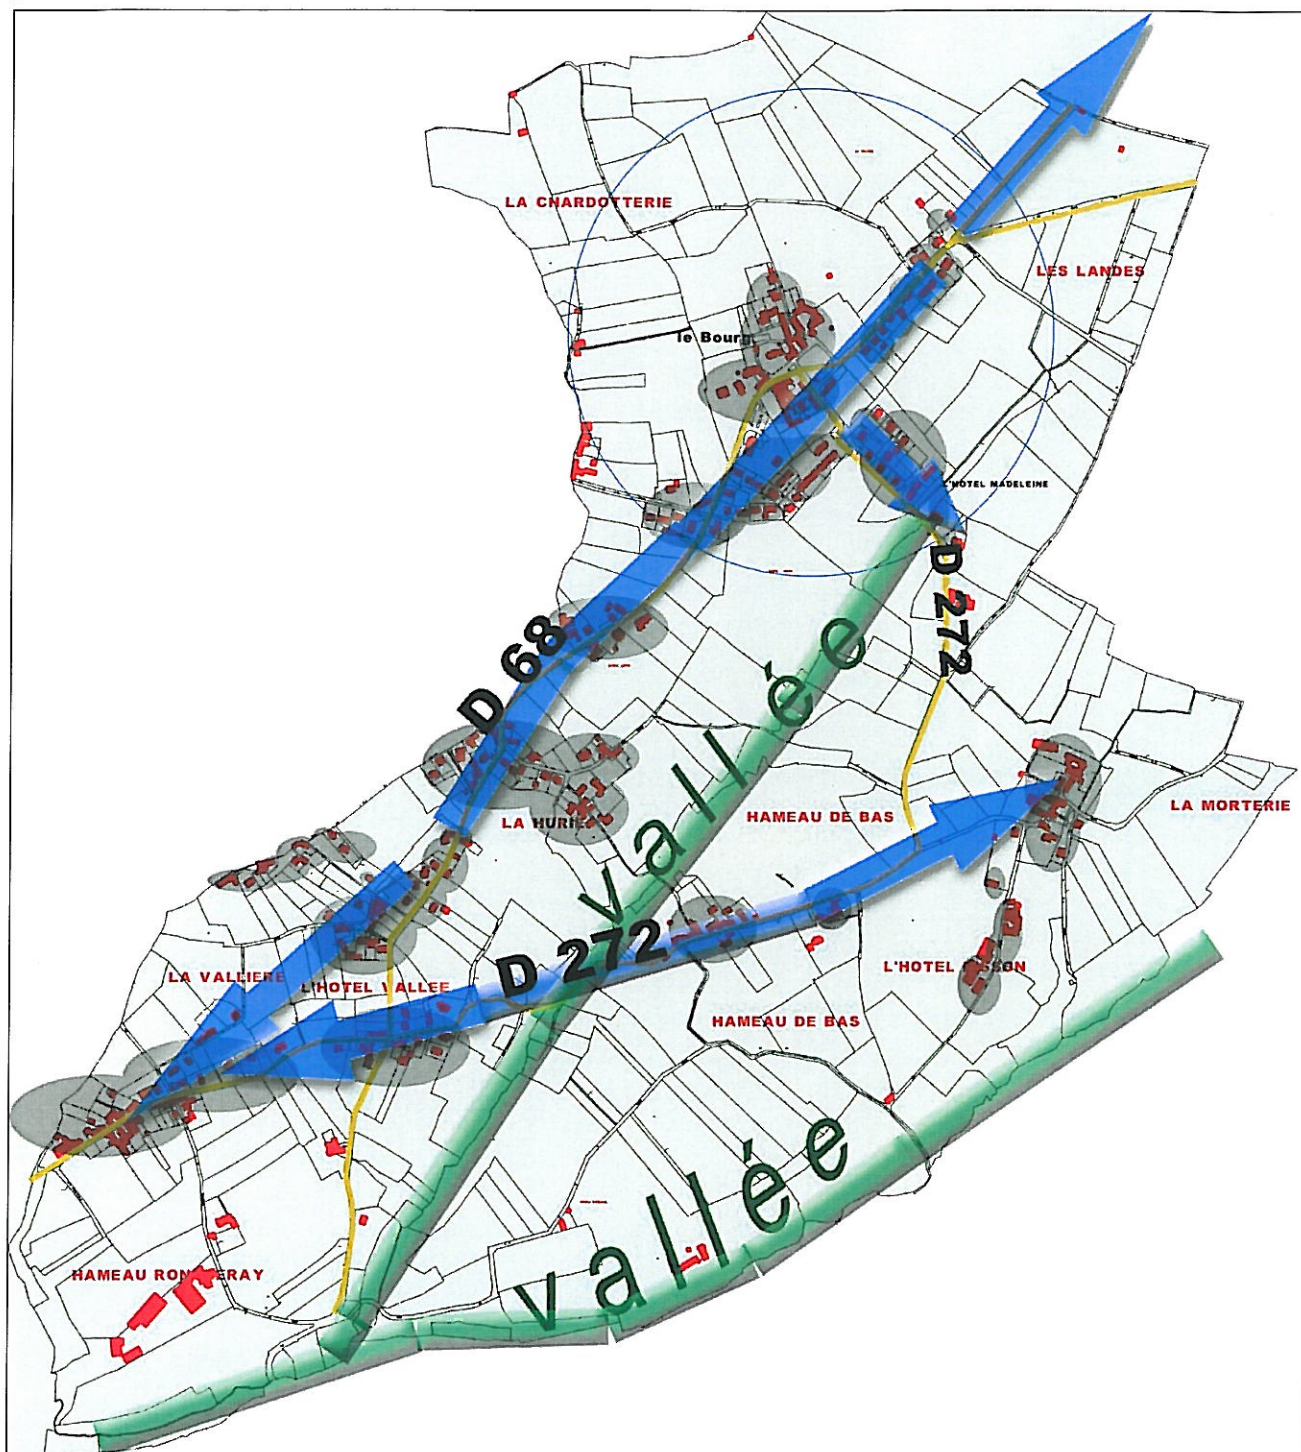 LA CHARDOTTERIE
LES LANDES
le Bourg
L'HOTEL MADELEINE
D 272
D 68
vallée
LA HURIE
HAMEAU DE BAS
LA MORTERIE
D 272
LA VALLIERE
L'HOTEL VALLEE
L'HOTEL
HAMEAU DE BAS
vallée
HAMEAU